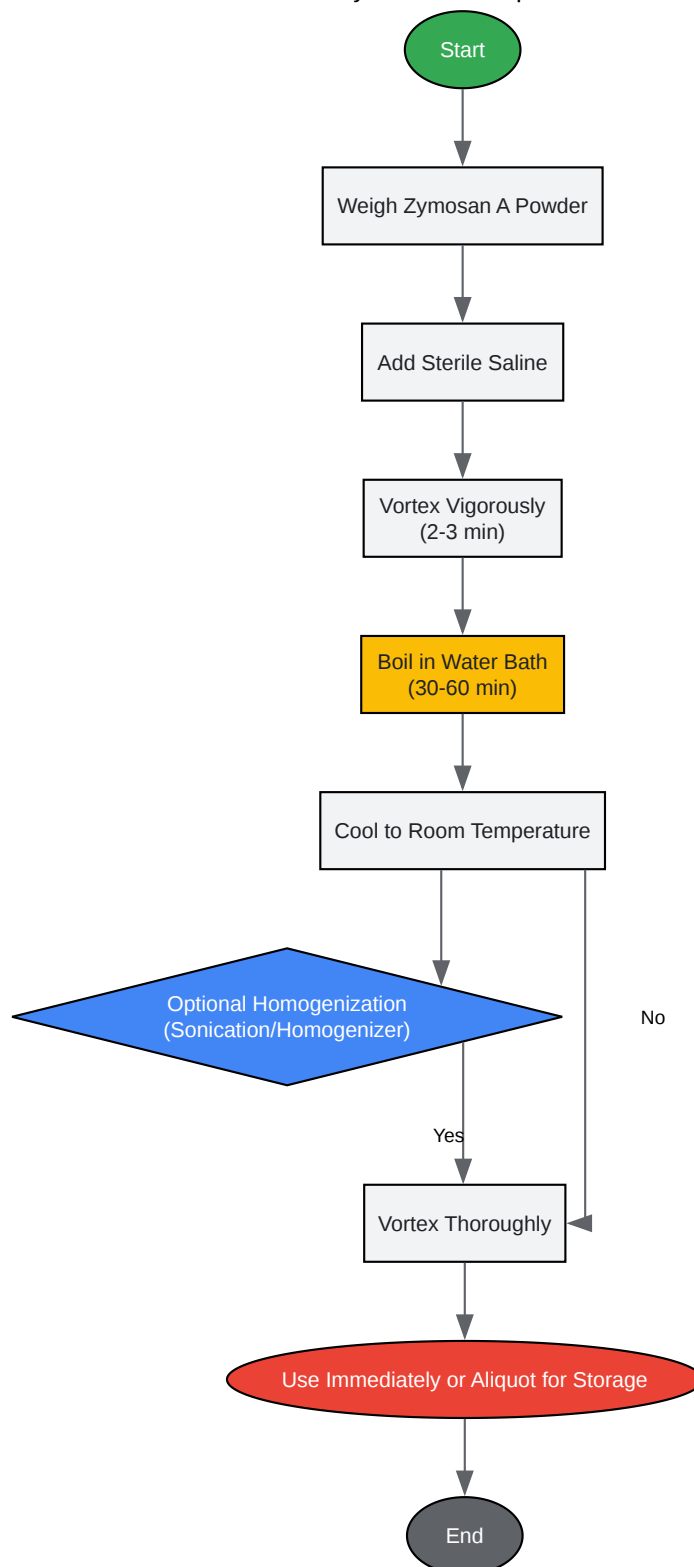 Start
Weigh Zymosan A Powder
Add Sterile Saline
Vortex Vigorously
(2-3 min)
Boil in Water Bath
(30-60 min)
Cool to Room Temperature
Optional Homogenization
(Sonication/Homogenizer)
No
Yes
Vortex Thoroughly
Use Immediately or Aliquot for Storage
End